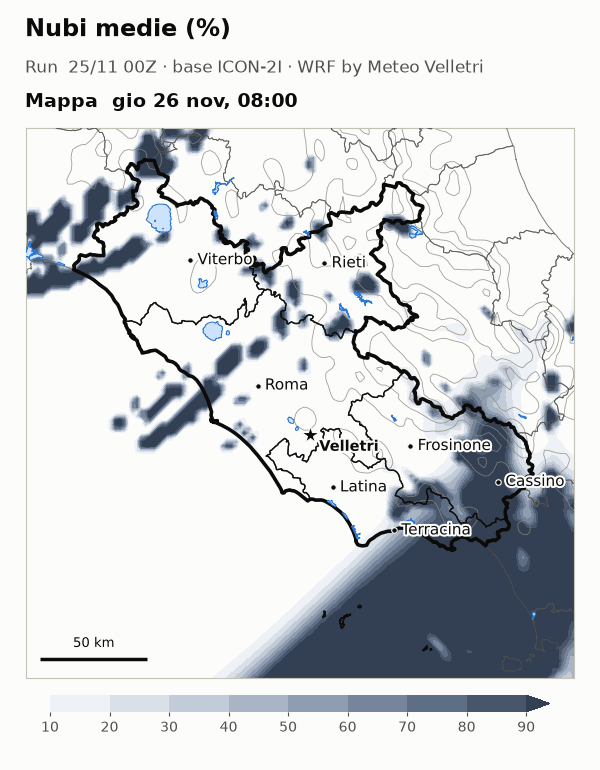 Nubi medie (%)
Run  25/11 00Z · base ICON-2I · WRF by Meteo Velletri
Mappa  gio 26 nov, 08:00
Viterbo
Rieti
Roma
Velletri
Frosinone
Cassino
Latina
Terracina
50 km
10 20 30 40 50 60 70 80 90